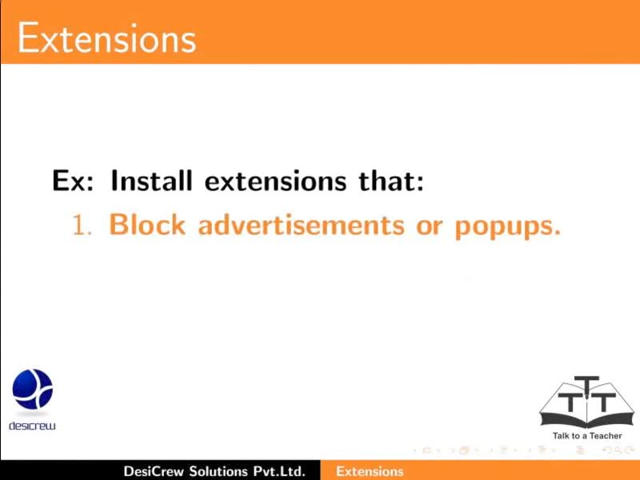 Extensions
Ex: Install extensions that:
1. Block advertisements or popups.
desicrew
TTT
Talk to a Teacher
DesiCrew Solutions Pvt.Ltd. Extensions